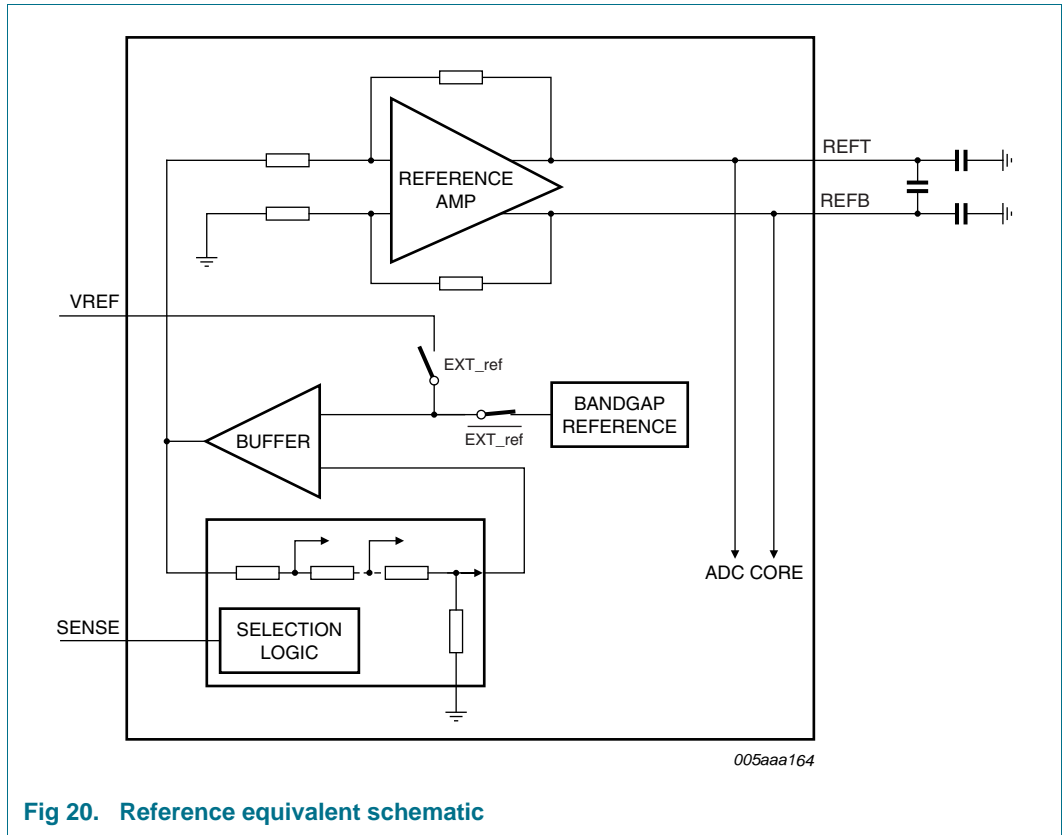 REFERENCE
AMP
REFT
REFB
VREF
EXT_ref
BANDGAP
REFERENCE
EXT_ref
BUFFER
ADC CORE
SENSE
SELECTION
LOGIC
005aaa164
Fig 20. Reference equivalent schematic